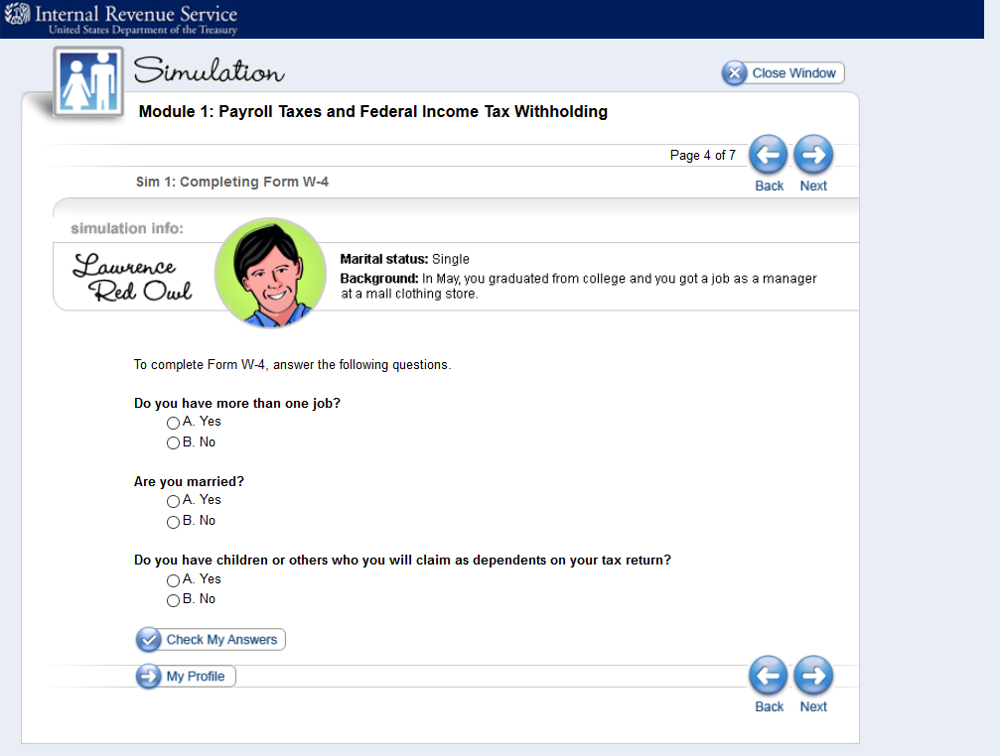 Internal Revenue Service
United States Department of the Treasury
Simulation
Close Window
Module 1: Payroll Taxes and Federal Income Tax Withholding
Page 4 of 7
Back Next
Sim 1: Completing Form W-4
simulation info:
Lawrence
Red Owl
Marital status: Single
Background: In May, you graduated from college and you got a job as a manager
at a mall clothing store.
To complete Form W-4, answer the following questions.
Do you have more than one job?
A. Yes
B. No
Are you married?
A. Yes
B. No
Do you have children or others who you will claim as dependents on your tax return?
A. Yes
B. No
Check My Answers
My Profile
Back Next